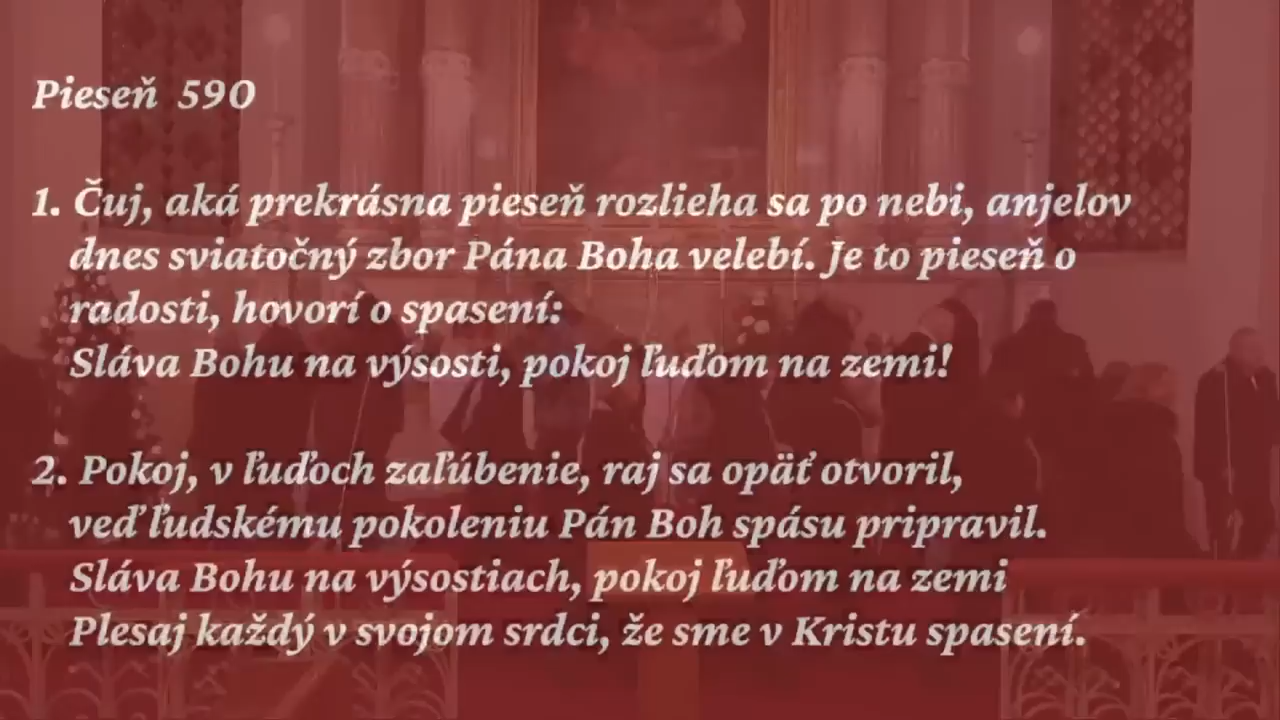 Pieseň 590
1. Čuj, aká prekrásna pieseň rozlieha sa po nebi, anjelov
dnes sviatočný zbor Pána Boha velebí. Je to pieseň o
radosti, hovorí o spasení:
Sláva Bohu na výsosti, pokoj ľuďom na zemi!
2. Pokoj, v ľuďoch zaľúbenie, raj sa opäť otvoril,
veď ľudskému pokoleniu Pán Boh spásu pripravil.
Sláva Bohu na výsostiach, pokoj ľuďom na zemi
Plesaj každý v svojom srdci, že sme v Kristu spasení.